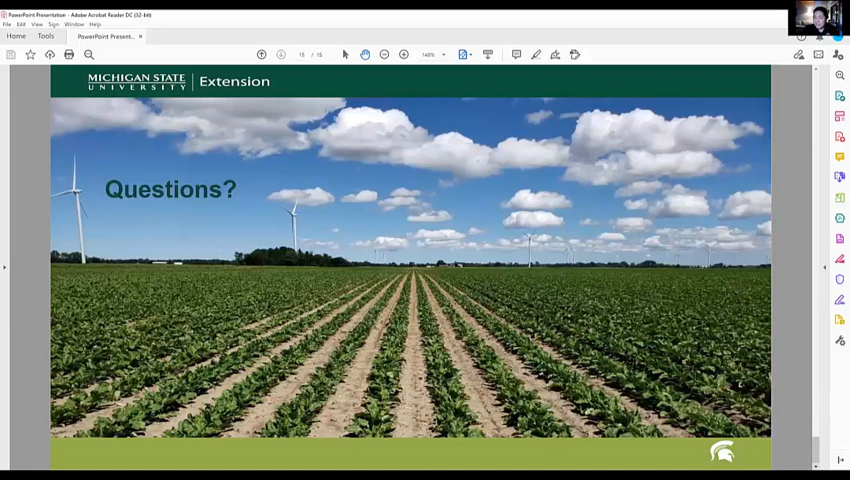 PowerPoint Presentation - Adobe Acrobat Reader DC (32-bit)
File Edit View Sign Window Help
Home Tools PowerPoint Present... ×
15 / 15 146%
MICHIGAN STATE
UNIVERSITY | Extension
Questions?